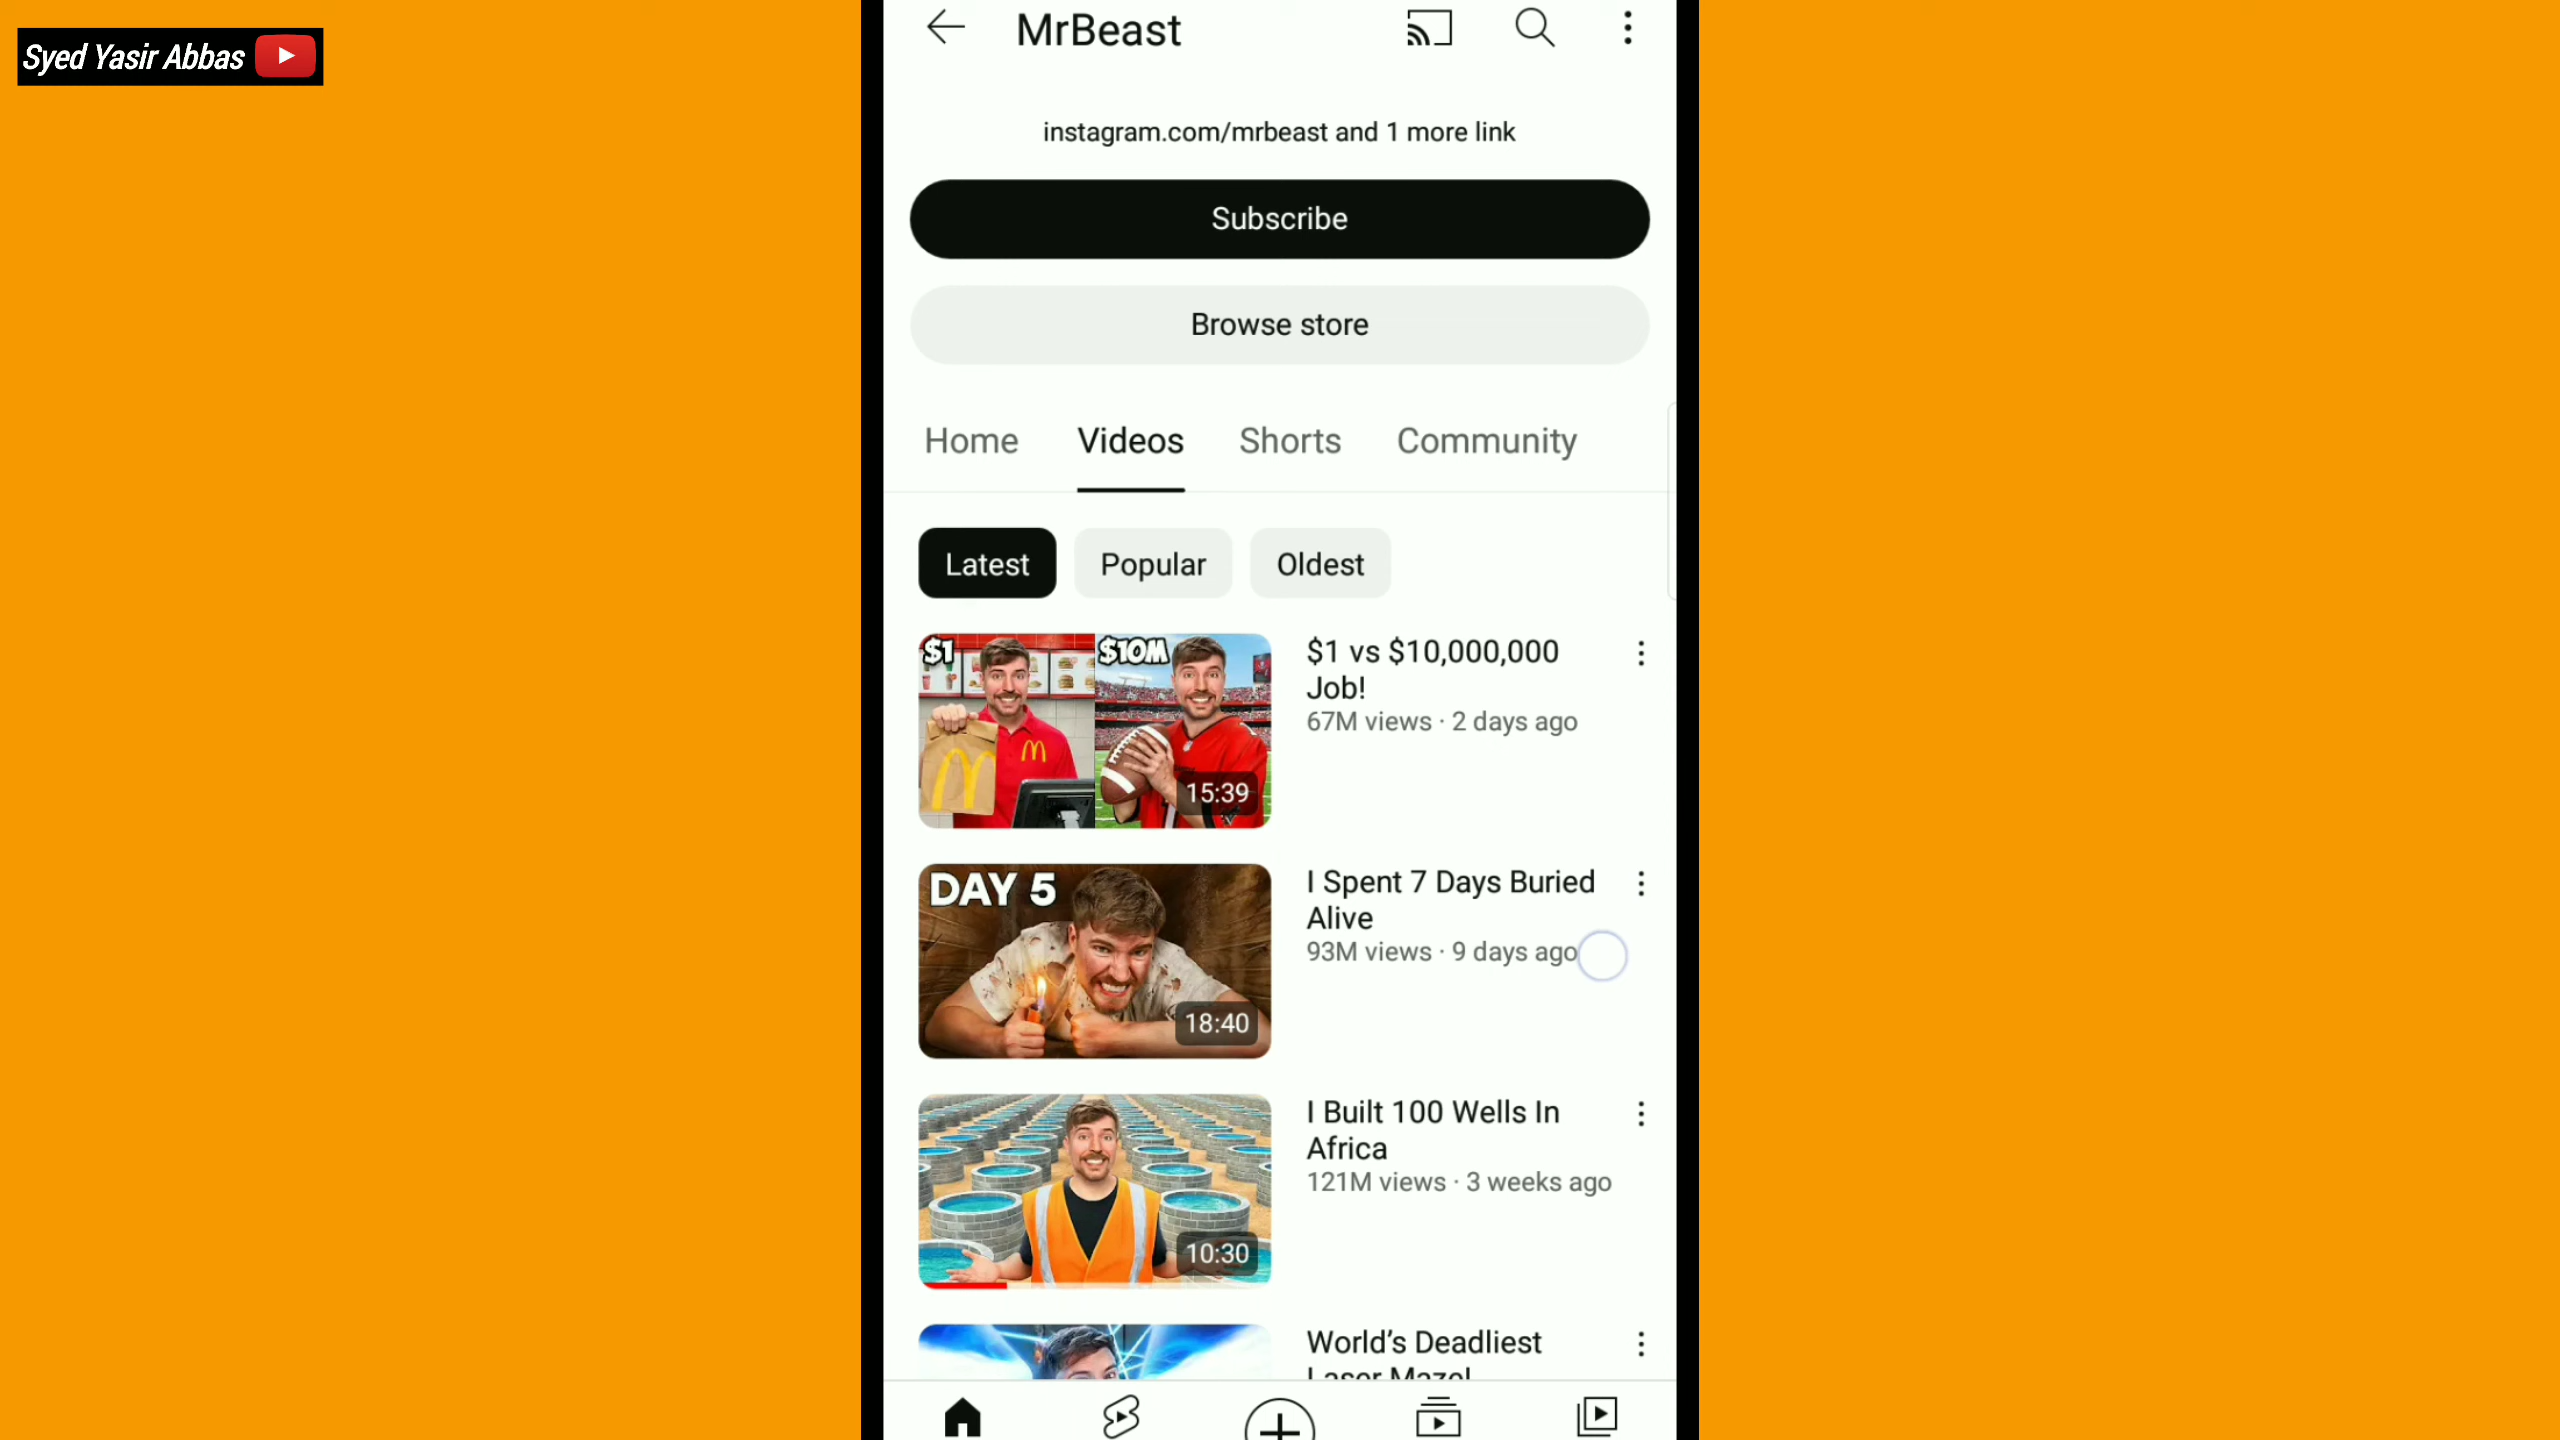 Syed Yasir Abbas
MrBeast
instagram.com/mrbeast and 1 more link
Subscribe
Browse store
Home Videos Shorts Community
Latest Popular Oldest
$1 $10M
15:39
$1 vs $10,000,000
Job!
67M views · 2 days ago
DAY 5
18:40
I Spent 7 Days Buried
Alive
93M views · 9 days ago
10:30
I Built 100 Wells In
Africa
121M views · 3 weeks ago
World’s Deadliest
Laser Maze!